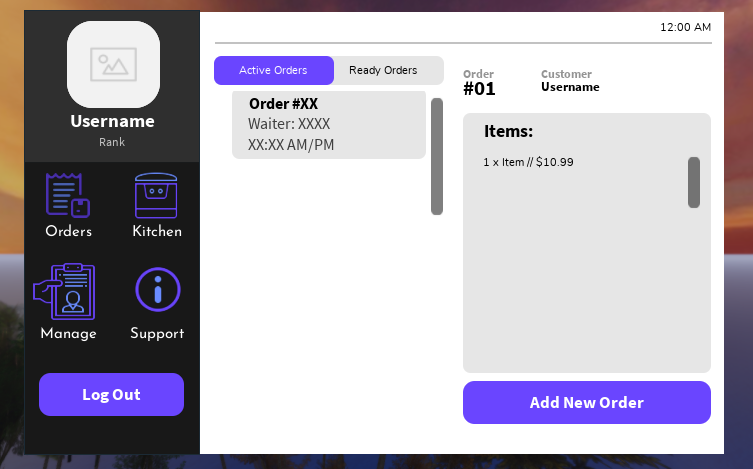 12:00 AM
Username
Rank
Orders
Kitchen
Manage
Support
Log Out
Active Orders
Ready Orders
Order #XX
Waiter: XXXX
XX:XX AM/PM
Order
#01
Customer
Username
Items:
1 x Item // $10.99
Add New Order